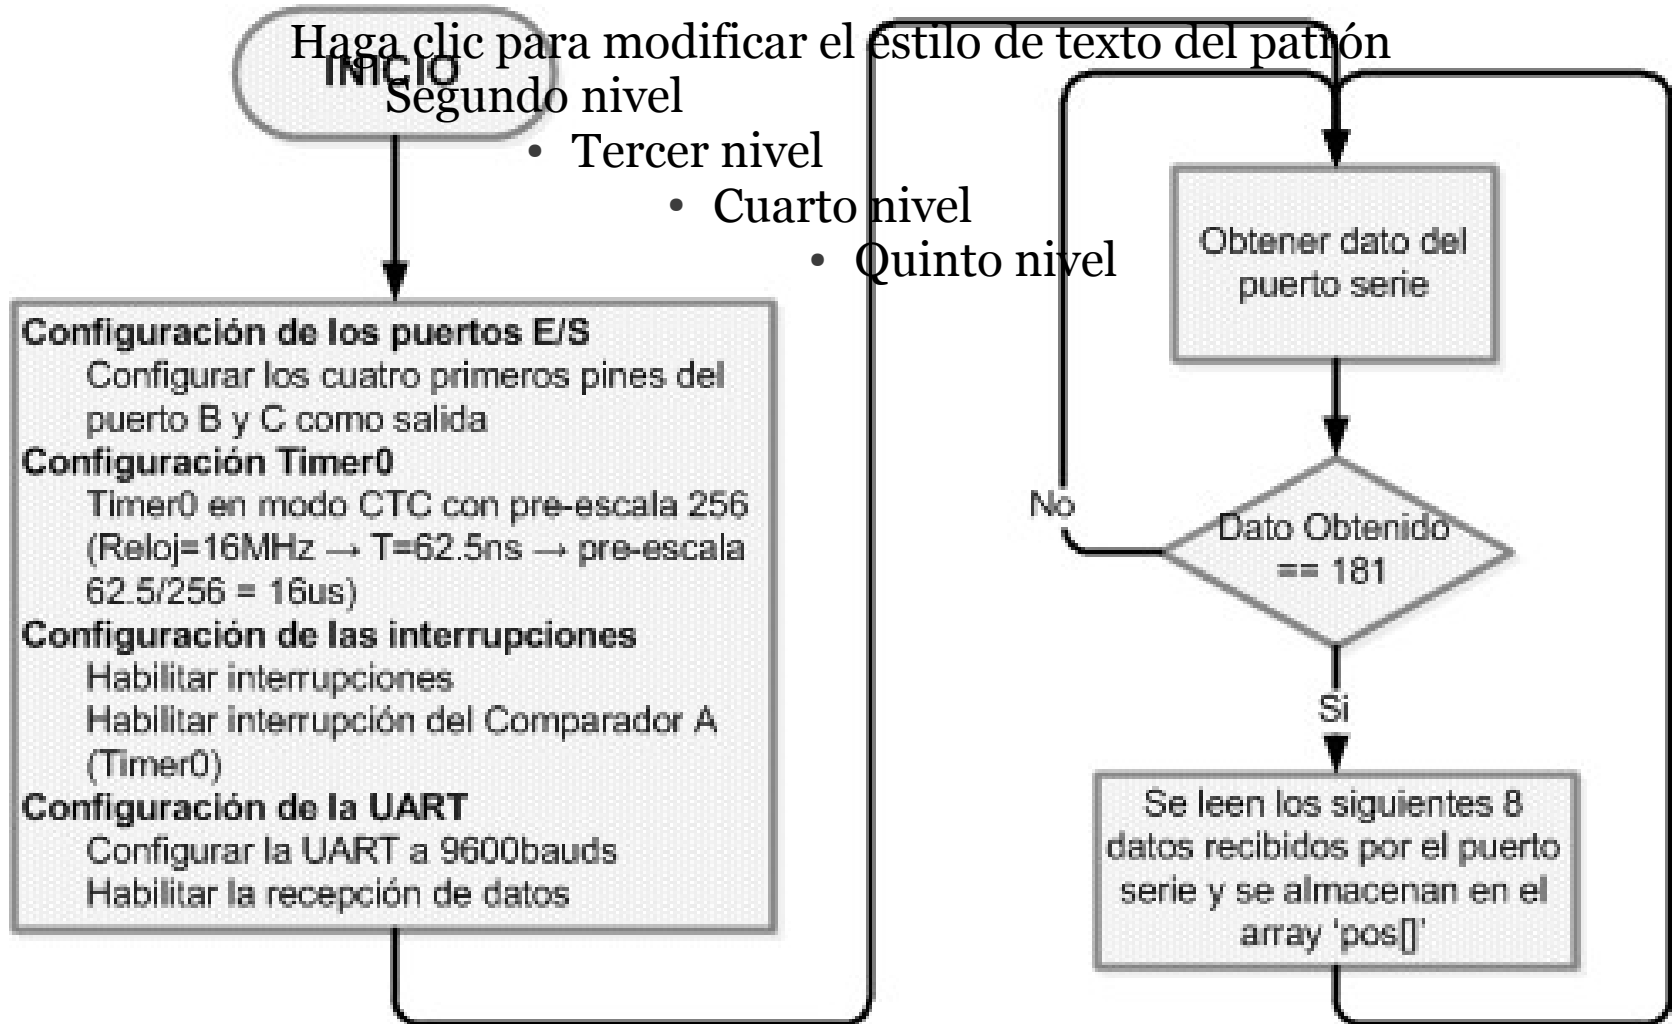 Haga clic para modificar el estilo de texto del patrón
Segundo nivel
• Tercer nivel
• Cuarto nivel
• Quinto nivel
INICIO
Configuración de los puertos E/S
Configurar los cuatro primeros pines del
puerto B y C como salida
Configuración Timer0
Timer0 en modo CTC con pre-escala 256
(Reloj=16MHz → T=62.5ns → pre-escala
62.5/256 = 16us)
Configuración de las interrupciones
Habilitar interrupciones
Habilitar interrupción del Comparador A
(Timer0)
Configuración de la UART
Configurar la UART a 9600bauds
Habilitar la recepción de datos
Obtener dato del
puerto serie
No
Dato Obtenido
== 181
Si
Se leen los siguientes 8
datos recibidos por el puerto
serie y se almacenan en el
array 'pos[]'